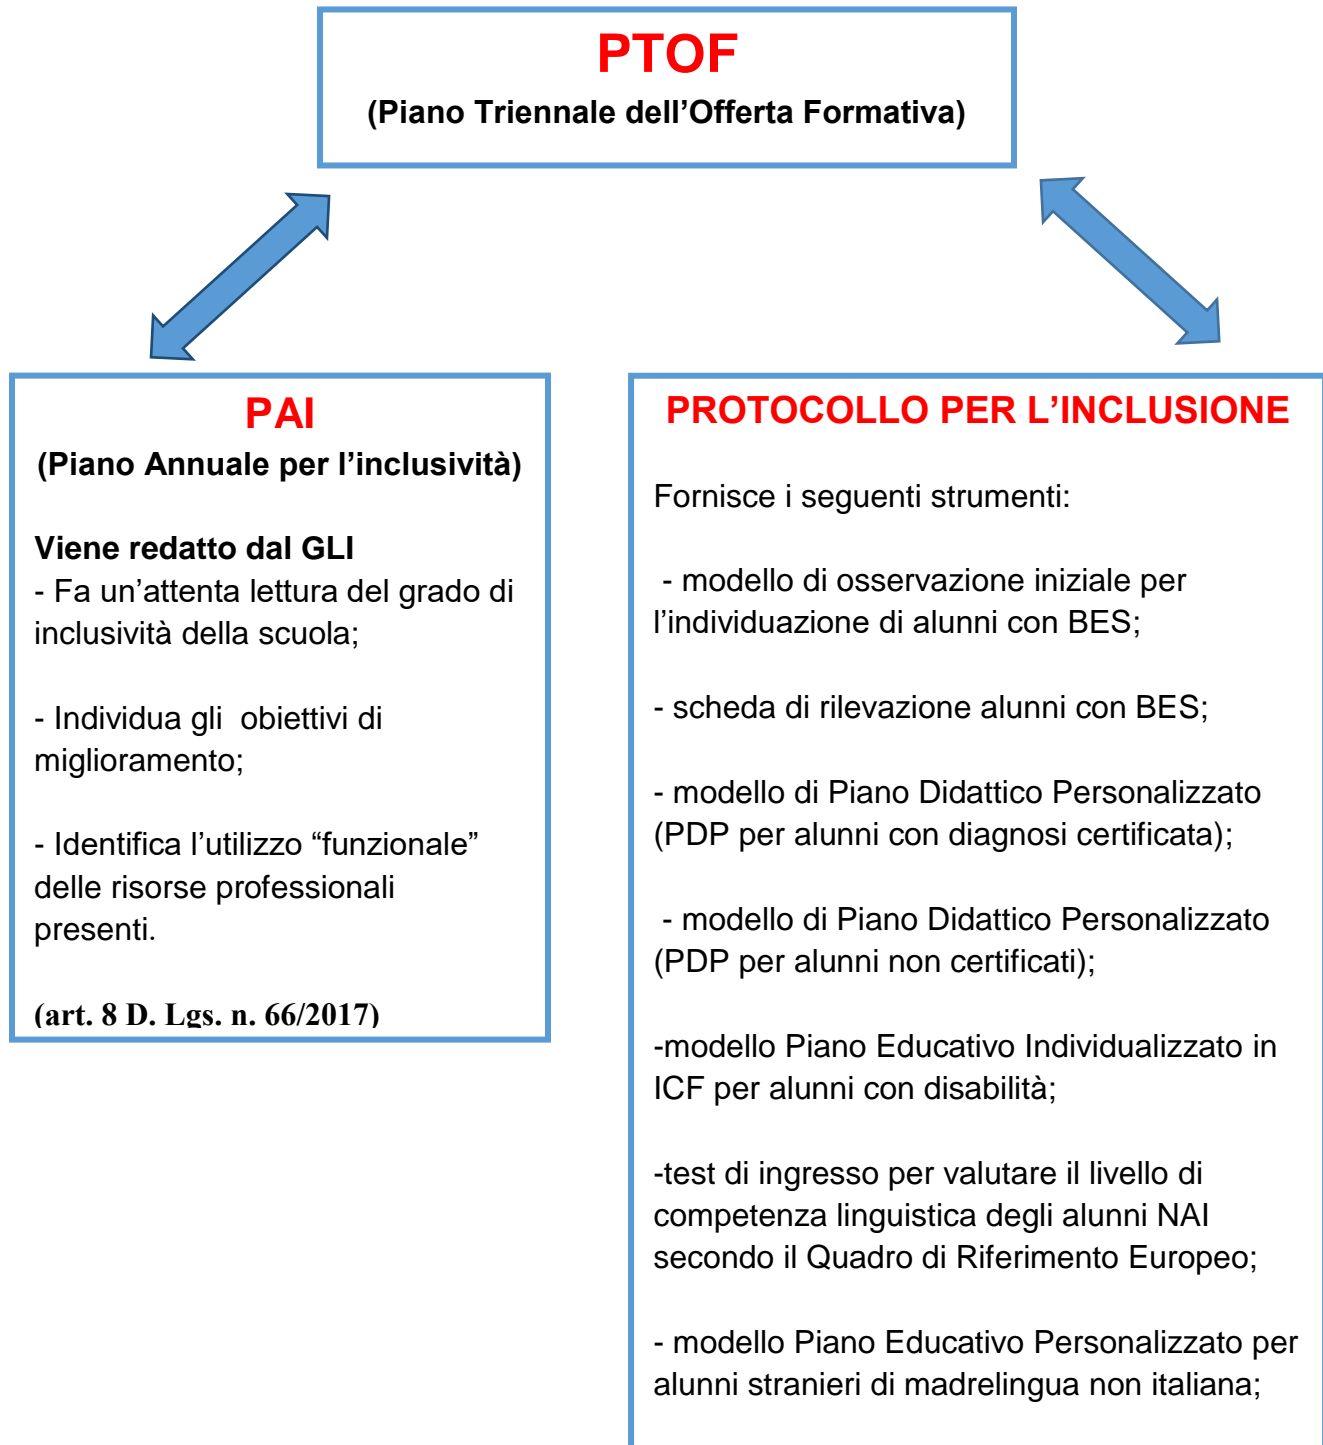 PTOF
(Piano Triennale dell’Offerta Formativa)
PAI
(Piano Annuale per l’inclusività)
Viene redatto dal GLI
- Fa un’attenta lettura del grado di
inclusività della scuola;
- Individua gli  obiettivi di
miglioramento;
- Identifica l’utilizzo “funzionale”
delle risorse professionali
presenti.
(art. 8 D. Lgs. n. 66/2017)
PROTOCOLLO PER L’INCLUSIONE
Fornisce i seguenti strumenti:
- modello di osservazione iniziale per
l’individuazione di alunni con BES;
- scheda di rilevazione alunni con BES;
- modello di Piano Didattico Personalizzato
(PDP per alunni con diagnosi certificata);
- modello di Piano Didattico Personalizzato
(PDP per alunni non certificati);
-modello Piano Educativo Individualizzato in
ICF per alunni con disabilità;
-test di ingresso per valutare il livello di
competenza linguistica degli alunni NAI
secondo il Quadro di Riferimento Europeo;
- modello Piano Educativo Personalizzato per
alunni stranieri di madrelingua non italiana;